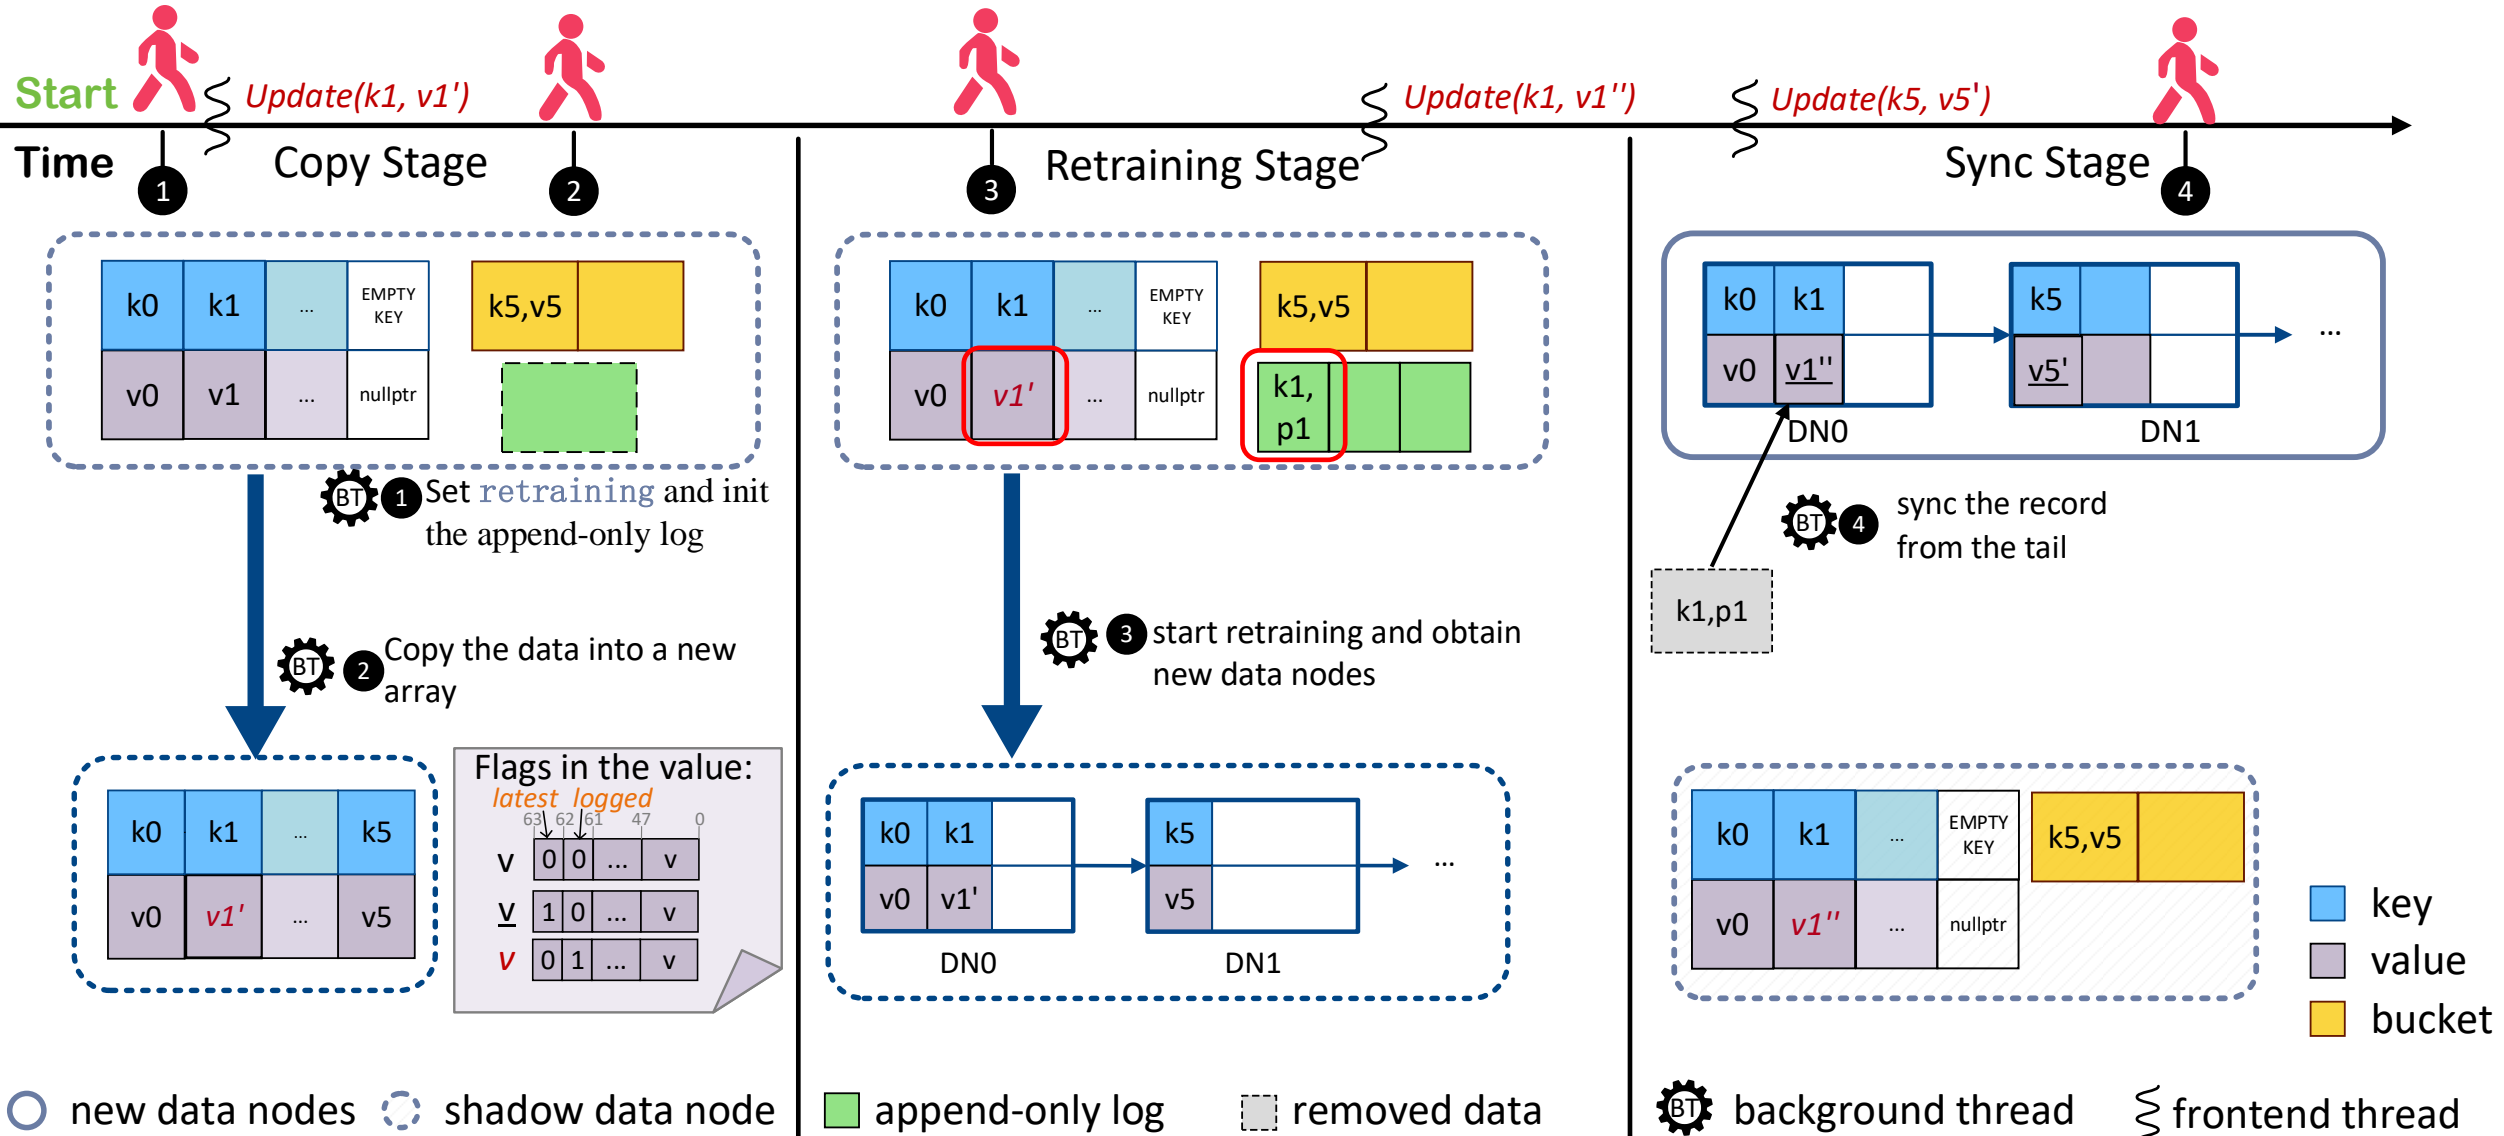 Start
Update(k1, v1')
Update(k1, v1'')
Update(k5, v5')
Time
1
Copy Stage
2
3
Retraining Stage
Sync Stage
4
k0
k1
...
EMPTY
KEY
k5,v5
v0
v1
...
nullptr
k0
k1
...
EMPTY
KEY
k5,v5
v0
v1'
...
nullptr
k1,
p1
k0
k1
v0
v1''
DN0
k5
v5'
DN1
...
BT
1
Set retraining and init
the append-only log
BT
4
sync the record
from the tail
k1,p1
BT
2
Copy the data into a new
array
BT
3
start retraining and obtain
new data nodes
k0
k1
...
k5
v0
v1'
...
v5
Flags in the value:
latest logged
63 62 61 47 0
v 0 0 ... v
v 1 0 ... v
v 0 1 ... v
k0
k1
v0
v1'
DN0
k5
v5
DN1
...
k0
k1
...
EMPTY
KEY
k5,v5
v0
v1''
...
nullptr
key
value
bucket
new data nodes
shadow data node
append-only log
removed data
BT
background thread
frontend thread